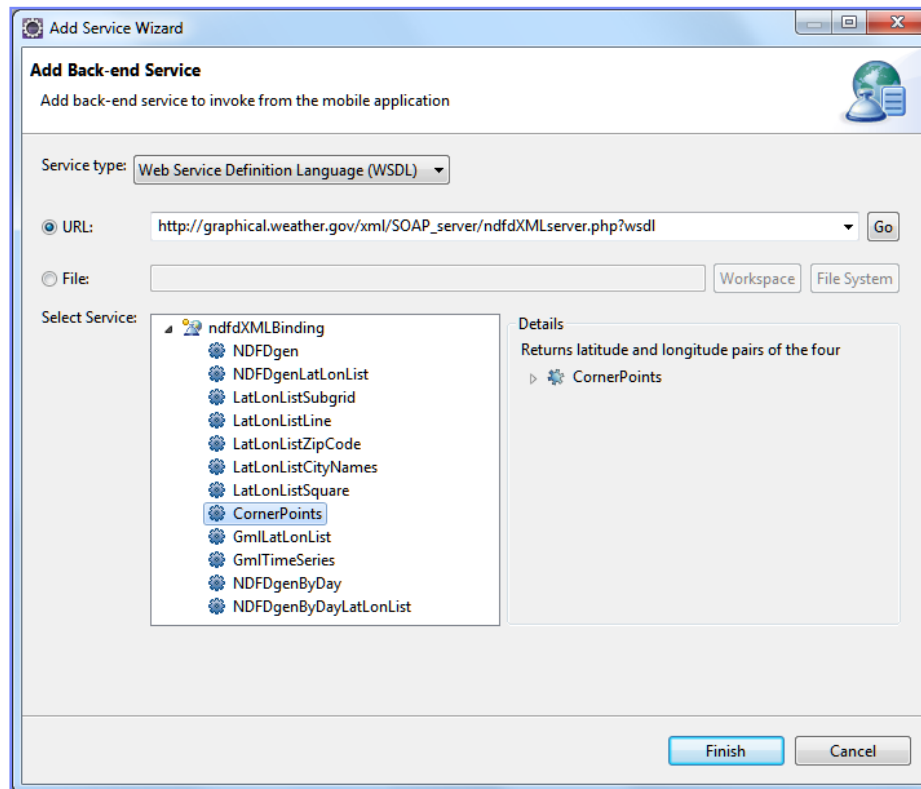 Add Service Wizard
Add Back-end Service
Add back-end service to invoke from the mobile application
Service type: Web Service Definition Language (WSDL)
URL: http://graphical.weather.gov/xml/SOAP_server/ndfdXMLserver.php?wsdl Go
File: Workspace File System
Select Service:
ndfdXMLBinding
NDFDgen
NDFDgenLatLonList
LatLonListSubgrid
LatLonListLine
LatLonListZipCode
LatLonListCityNames
LatLonListSquare
CornerPoints
GmlLatLonList
GmlTimeSeries
NDFDgenByDay
NDFDgenByDayLatLonList
Details
Returns latitude and longitude pairs of the four
CornerPoints
Finish Cancel